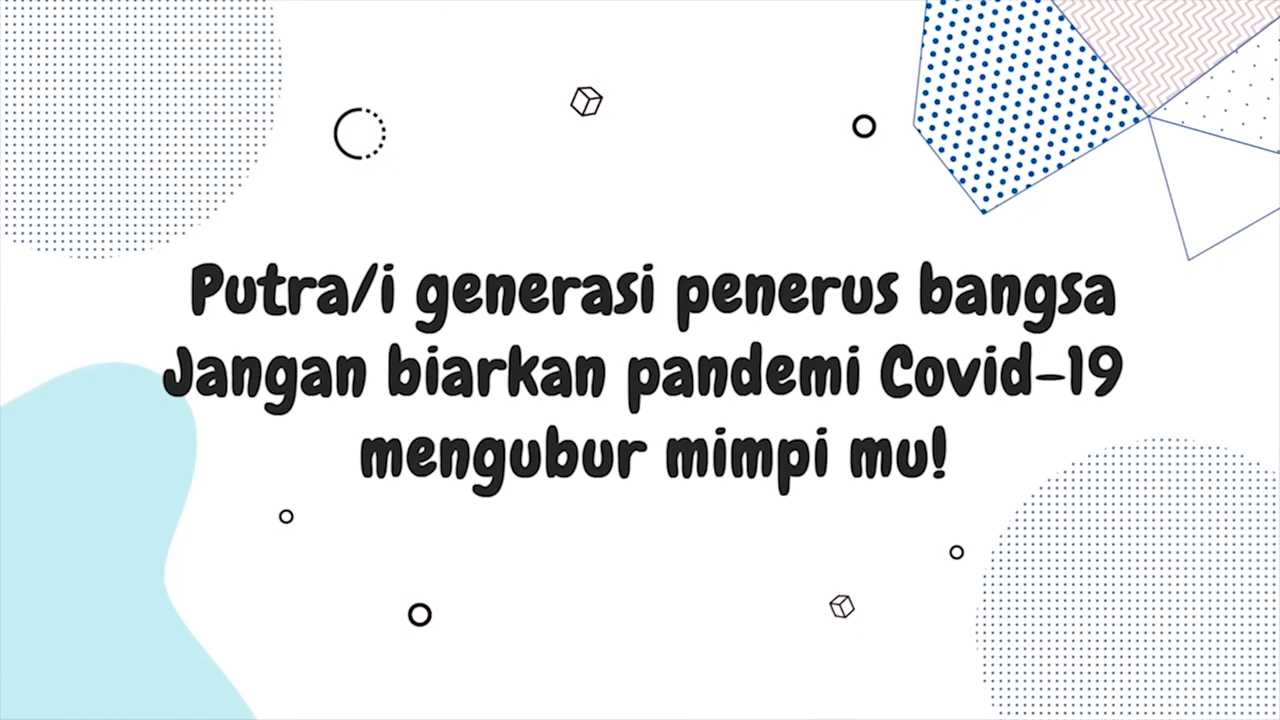 Putra/i generasi penerus bangsa
Jangan biarkan pandemi Covid-19
mengubur mimpi mu!